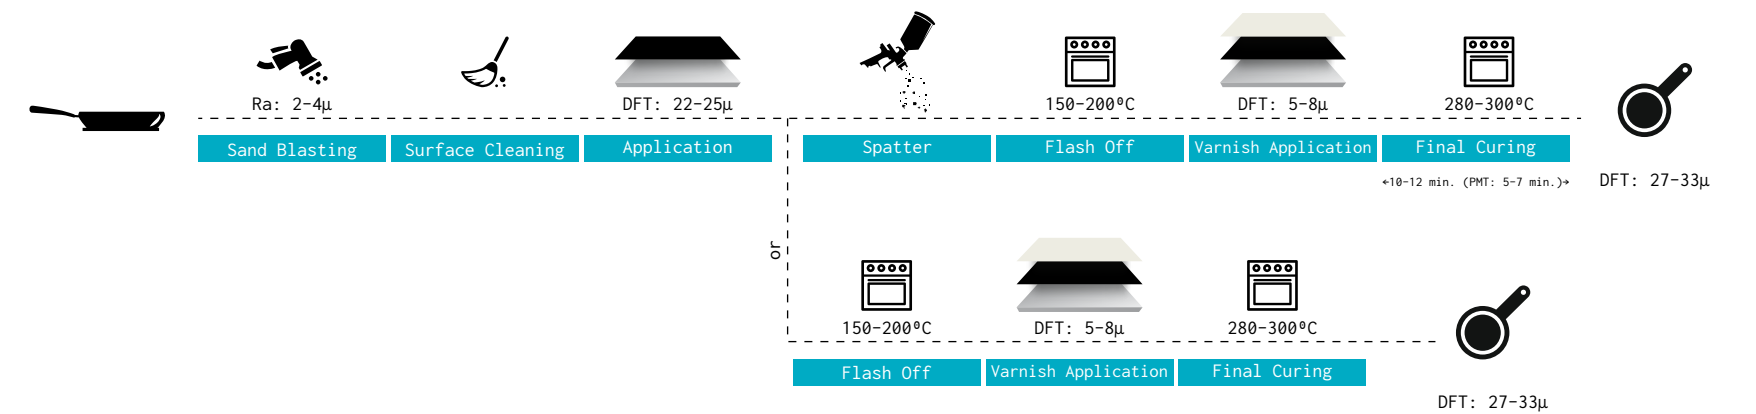 Ra: 2-4µ
DFT: 22-25µ
150-200ºC
DFT: 5-8µ
280-300ºC
Sand Blasting
Surface Cleaning
Application
Spatter
Flash Off
Varnish Application
Final Curing
←10-12 min. (PMT: 5-7 min.)→
DFT: 27-33µ
or
150-200ºC
DFT: 5-8µ
280-300ºC
Flash Off
Varnish Application
Final Curing
DFT: 27-33µ